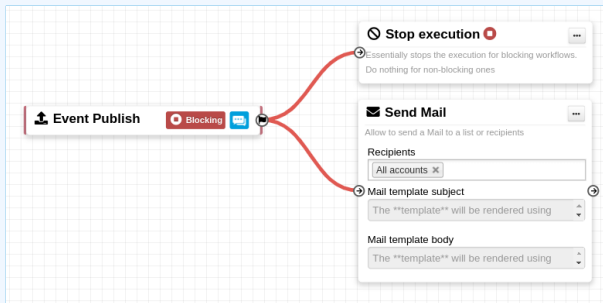 Stop execution
...
Essentially stops the execution for blocking workflows.
Do nothing for non-blocking ones
Event Publish
Blocking
Send Mail
...
Allow to send a Mail to a list or recipients
Recipients
All accounts ×
Mail template subject
The **template** will be rendered using
Mail template body
The **template** will be rendered using